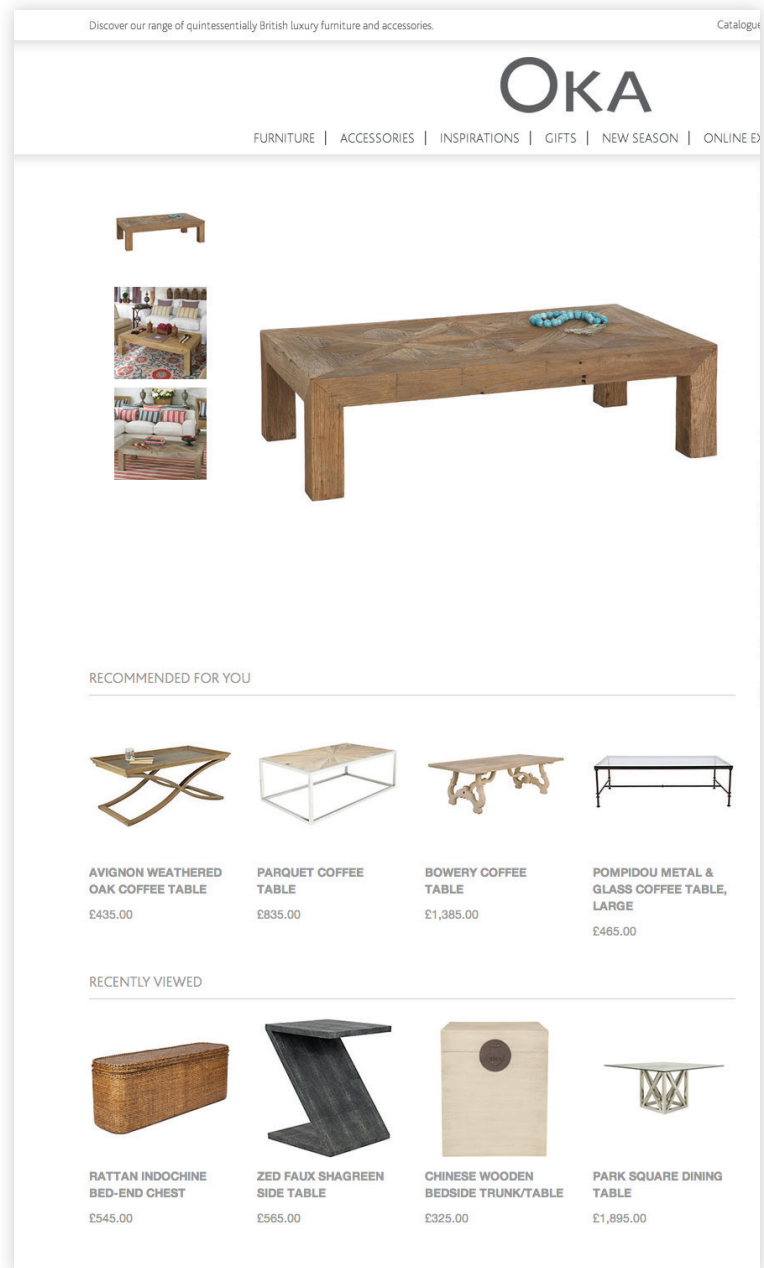 Discover our range of quintessentially British luxury furniture and accessories.
Catalogue
OKA
FURNITURE | ACCESSORIES | INSPIRATIONS | GIFTS | NEW SEASON | ONLINE EX
RECOMMENDED FOR YOU
AVIGNON WEATHERED
OAK COFFEE TABLE
£435.00
PARQUET COFFEE
TABLE
£835.00
BOWERY COFFEE
TABLE
£1,385.00
POMPIDOU METAL &
GLASS COFFEE TABLE,
LARGE
£465.00
RECENTLY VIEWED
RATTAN INDOCHINE
BED-END CHEST
£545.00
ZED FAUX SHAGREEN
SIDE TABLE
£565.00
CHINESE WOODEN
BEDSIDE TRUNK/TABLE
£325.00
PARK SQUARE DINING
TABLE
£1,895.00